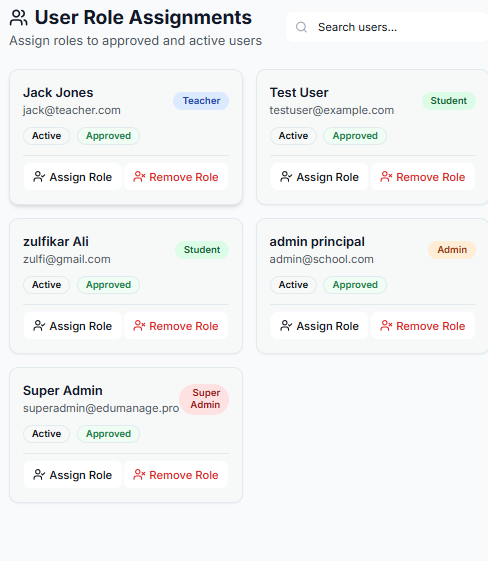 User Role Assignments
Assign roles to approved and active users
Search users...
Jack Jones
jack@teacher.com
Teacher
Active Approved
Assign Role Remove Role
Test User
testuser@example.com
Student
Active Approved
Assign Role Remove Role
zulfikar Ali
zulfi@gmail.com
Student
Active Approved
Assign Role Remove Role
admin principal
admin@school.com
Admin
Active Approved
Assign Role Remove Role
Super Admin
superadmin@edumanage.pro
Super
Admin
Active Approved
Assign Role Remove Role